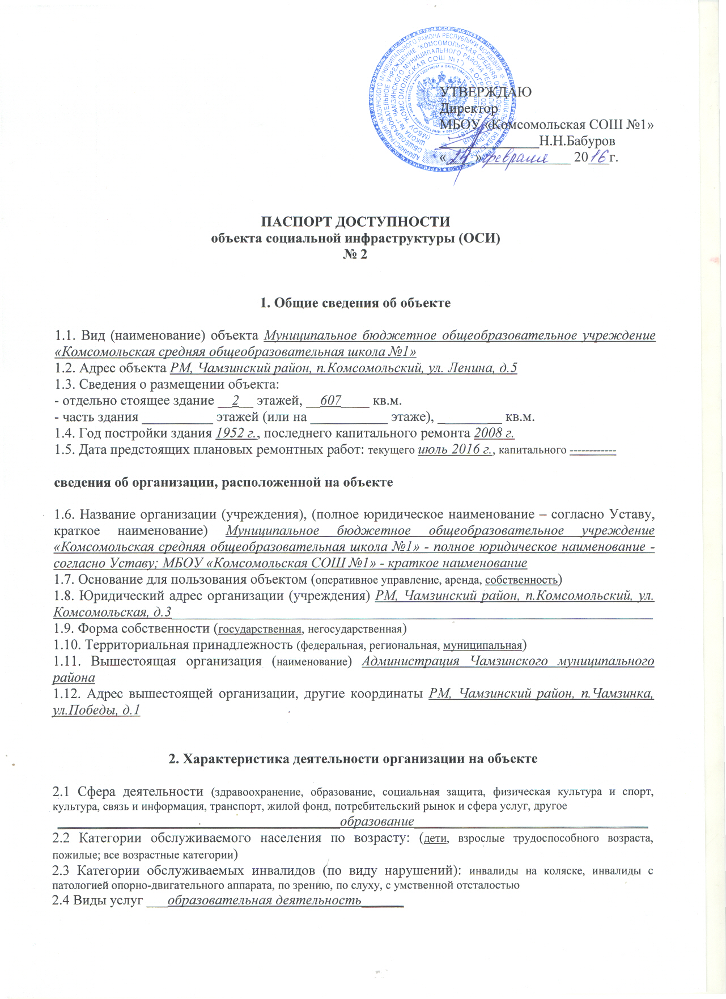 УТВЕРЖДАЮ
Директор
МБОУ «Комсомольская СОШ №1»
______________Н.Н.Бабуров
«24» февраля 2016г.
ПАСПОРТ ДОСТУПНОСТИ
объекта социальной инфраструктуры (ОСИ)
№ 2
1. Общие сведения об объекте
1.1. Вид (наименование) объекта Муниципальное бюджетное общеобразовательное учреждение
«Комсомольская средняя общеобразовательная школа №1»
1.2. Адрес объекта РМ, Чамзинский район, п.Комсомольский, ул. Ленина, д.5
1.3. Сведения о размещении объекта:
- отдельно стоящее здание __2__ этажей, __607____ кв.м.
- часть здания __________ этажей (или на ___________ этаже), _________ кв.м.
1.4. Год постройки здания 1952 г., последнего капитального ремонта 2008 г.
1.5. Дата предстоящих плановых ремонтных работ: текущего июль 2016 г., капитального ------------
сведения об организации, расположенной на объекте
1.6. Название организации (учреждения), (полное юридическое наименование – согласно Уставу,
краткое наименование) Муниципальное бюджетное общеобразовательное учреждение
«Комсомольская средняя общеобразовательная школа №1» - полное юридическое наименование -
согласно Уставу; МБОУ «Комсомольская СОШ №1» - краткое наименование
1.7. Основание для пользования объектом (оперативное управление, аренда, собственность)
1.8. Юридический адрес организации (учреждения) РМ, Чамзинский район, п.Комсомольский, ул.
Комсомольская, д.3
1.9. Форма собственности (государственная, негосударственная)
1.10. Территориальная принадлежность (федеральная, региональная, муниципальная)
1.11. Вышестоящая организация (наименование) Администрация Чамзинского муниципального
района
1.12. Адрес вышестоящей организации, другие координаты РМ, Чамзинский район, п.Чамзинка,
ул.Победы, д.1
2. Характеристика деятельности организации на объекте
2.1 Сфера деятельности (здравоохранение, образование, социальная защита, физическая культура и спорт,
культура, связь и информация, транспорт, жилой фонд, потребительский рынок и сфера услуг, другое
образование
2.2 Категории обслуживаемого населения по возрасту: (дети, взрослые трудоспособного возраста,
пожилые; все возрастные категории)
2.3 Категории обслуживаемых инвалидов (по виду нарушений): инвалиды на коляске, инвалиды с
патологией опорно-двигательного аппарата, по зрению, по слуху, с умственной отсталостью
2.4 Виды услуг ___образовательная деятельность______